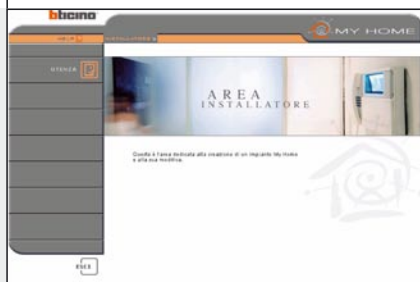 bticino
MY HOME
HELP
INSTALLATORE
UTENZA
AREA
INSTALLATORE
Questa è l'area dedicata alla creazione di un impianto My Home
e alla sua modifica.
ESCI